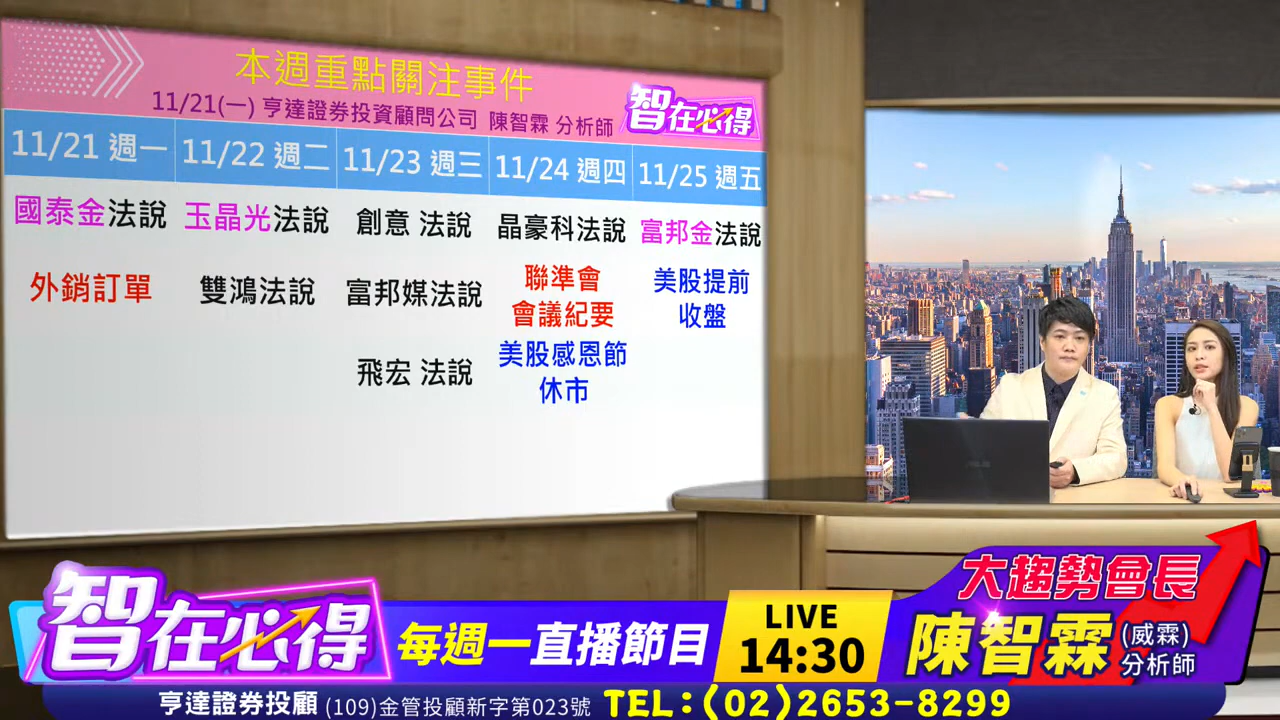 本週重點關注事件
11/21(一) 亨達證券投資顧問公司 陳智霖 分析師
智在必得
11/21 週一 11/22 週二 11/23 週三 11/24 週四 11/25 週五
國泰金法說 玉晶光法說 創意 法說 晶豪科法說 富邦金法說
外銷訂單 雙鴻法說 富邦媒法說 聯準會 美股提前
會議紀要 收盤
飛宏 法說 美股感恩節
休市
智在必得
每週一直播節目
LIVE
14:30
大趨勢會長
陳智霖 (威霖)
分析師
亨達證券投顧 (109)金管投顧新字第023號 TEL:(02)2653-8299